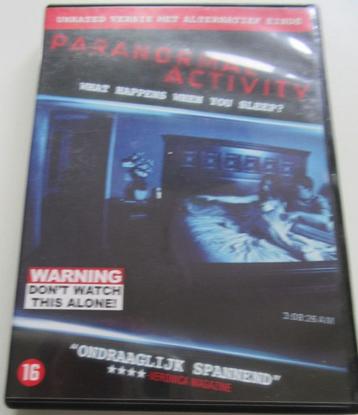 UNRATED VERSIE MET ALTERNATIEF EINDE
PARANORMAL
ACTIVITY
WHAT HAPPENS WHEN YOU SLEEP?
WARNING
DON'T WATCH
THIS ALONE!
3:08:26 AM
"ONDRAAGLIJK SPANNEND"
★★★★ -VERONICA MAGAZINE
16